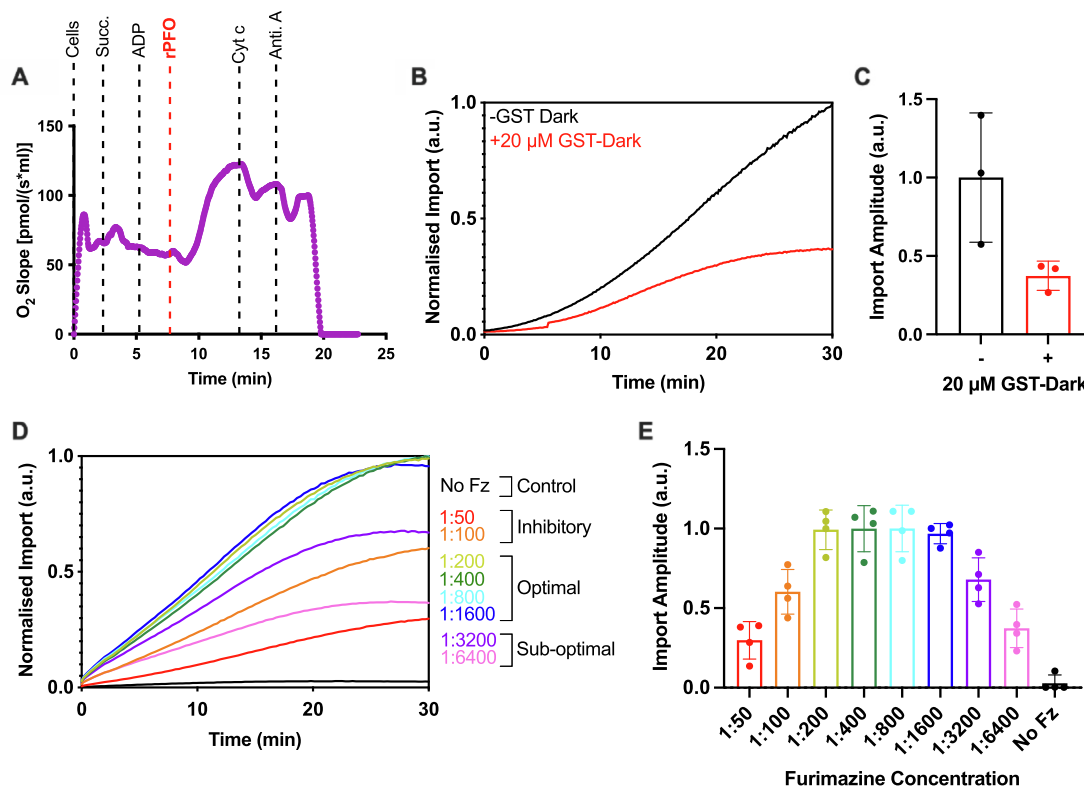 A
Cells
Succ.
ADP
rPFO
Cyt c
Anti. A
O2 Slope [pmol/(s*ml)]
150
100
50
0
0 5 10 15 20 25
Time (min)
B
-GST Dark
+20 µM GST-Dark
Normalised Import (a.u.)
1.0
0.5
0.0
0 10 20 30
Time (min)
C
Import Amplitude (a.u.)
1.5
1.0
0.5
0.0
- +
20 µM GST-Dark
D
Normalised Import (a.u.)
1.0
0.5
0.0
0 10 20 30
Time (min)
No Fz Control
1:50
1:100
Inhibitory
1:200
1:400
1:800
1:1600
Optimal
1:3200
1:6400
Sub-optimal
E
Import Amplitude (a.u.)
1.5
1.0
0.5
0.0
1:50
1:100
1:200
1:400
1:800
1:1600
1:3200
1:6400
No Fz
Furimazine Concentration